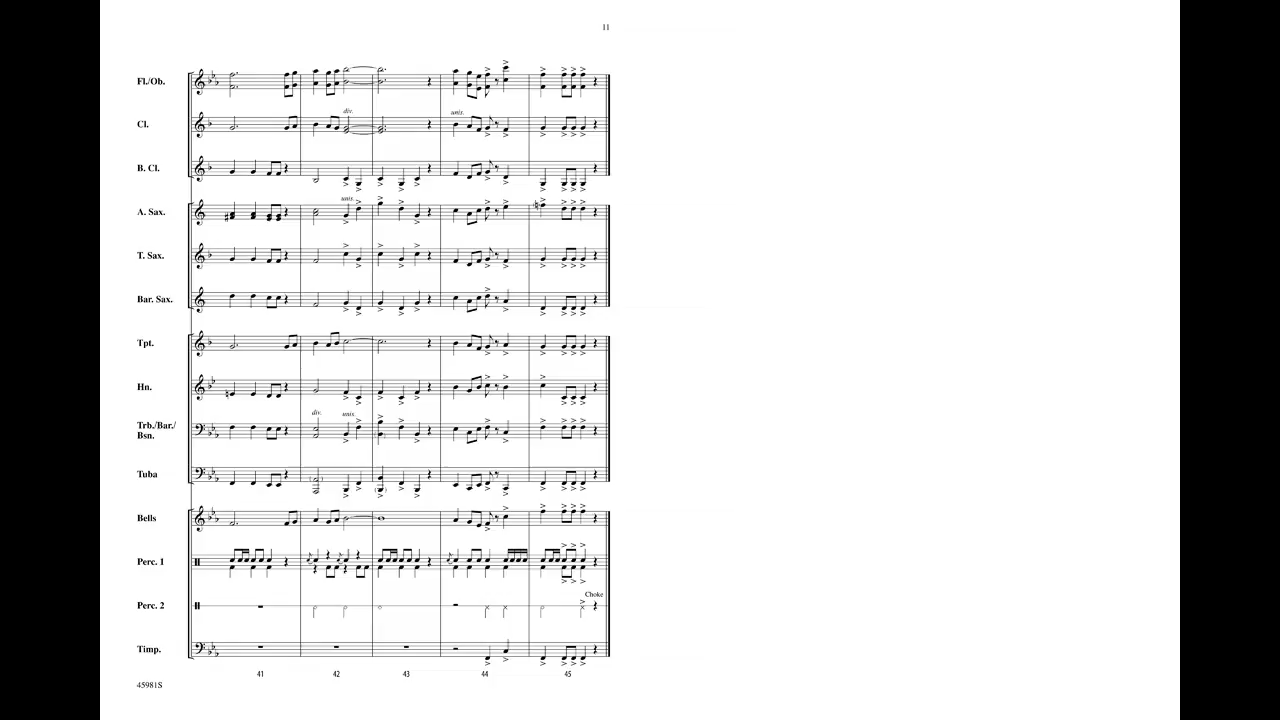 11
Fl./Ob.
div.
unis.
Cl.
B. Cl.
unis.
A. Sax.
T. Sax.
Bar. Sax.
Tpt.
Hn.
div.
unis.
Trb./Bar./
Bsn.
Tuba
Bells
Perc. 1
Choke
Perc. 2
Timp.
41 42 43 44 45
45981S